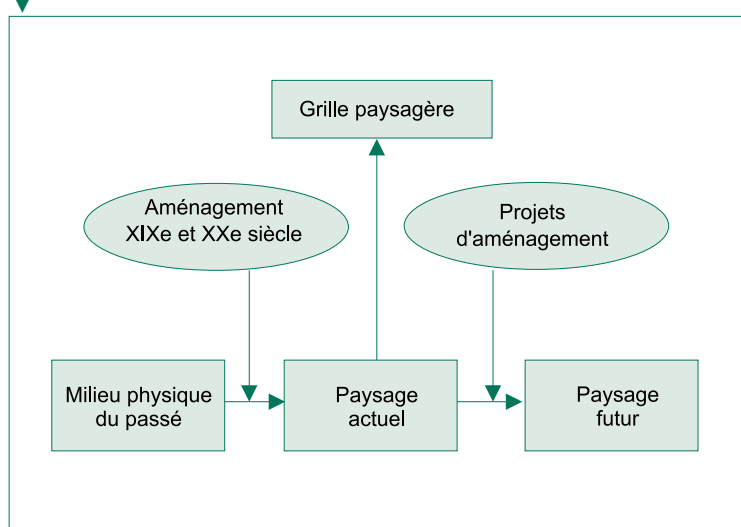 Grille paysagère
Aménagement
XIXe et XXe siècle
Projets
d'aménagement
Milieu physique
du passé
Paysage
actuel
Paysage
futur